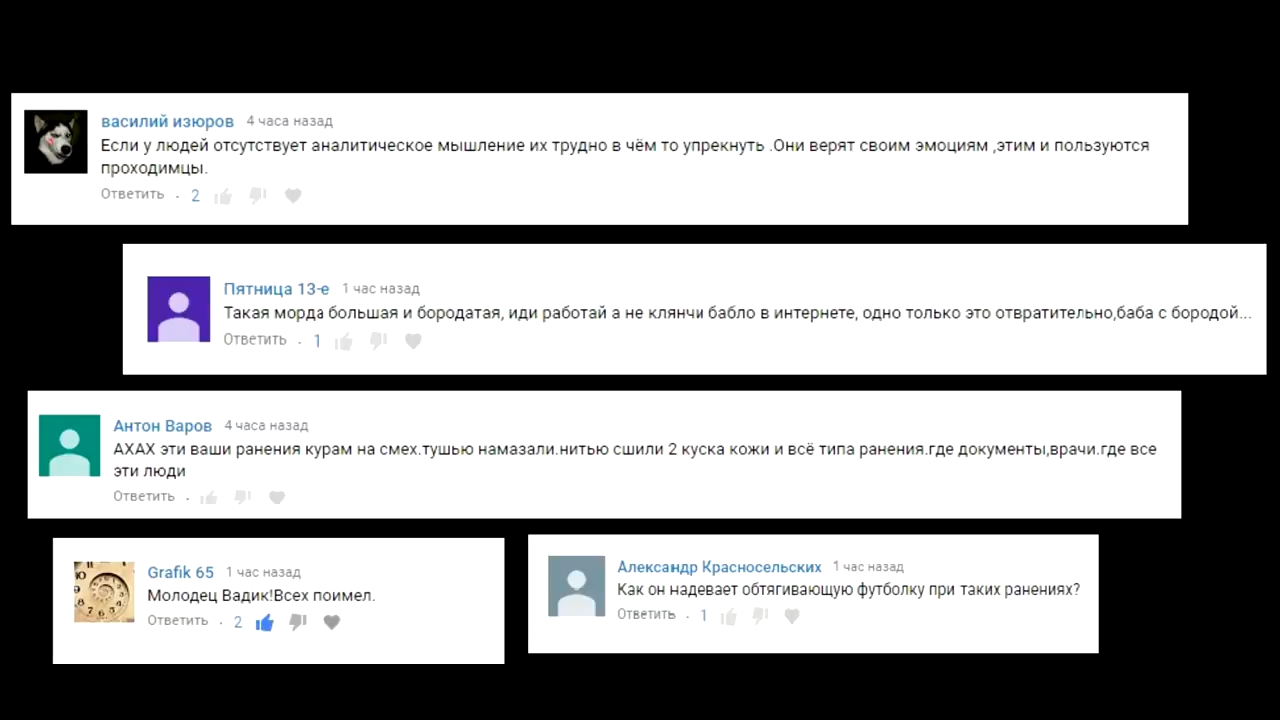 василий изюров 4 часа назад
Если у людей отсутствует аналитическое мышление их трудно в чём то упрекнуть .Они верят своим эмоциям ,этим и пользуются
проходимцы.
Ответить . 2
Пятница 13-е 1 час назад
Такая морда большая и бородатая, иди работай а не клянчи бабло в интернете, одно только это отвратительно,баба с бородой...
Ответить . 1
Антон Варов 4 часа назад
АХАХ эти ваши ранения курам на смех.тушью намазали.нитью сшили 2 куска кожи и всё типа ранения.где документы,врачи.где все
эти люди
Ответить .
Grafik 65 1 час назад
Молодец Вадик!Всех поимел.
Ответить . 2
Александр Красносельских 1 час назад
Как он надевает обтягивающую футболку при таких ранениях?
Ответить . 1